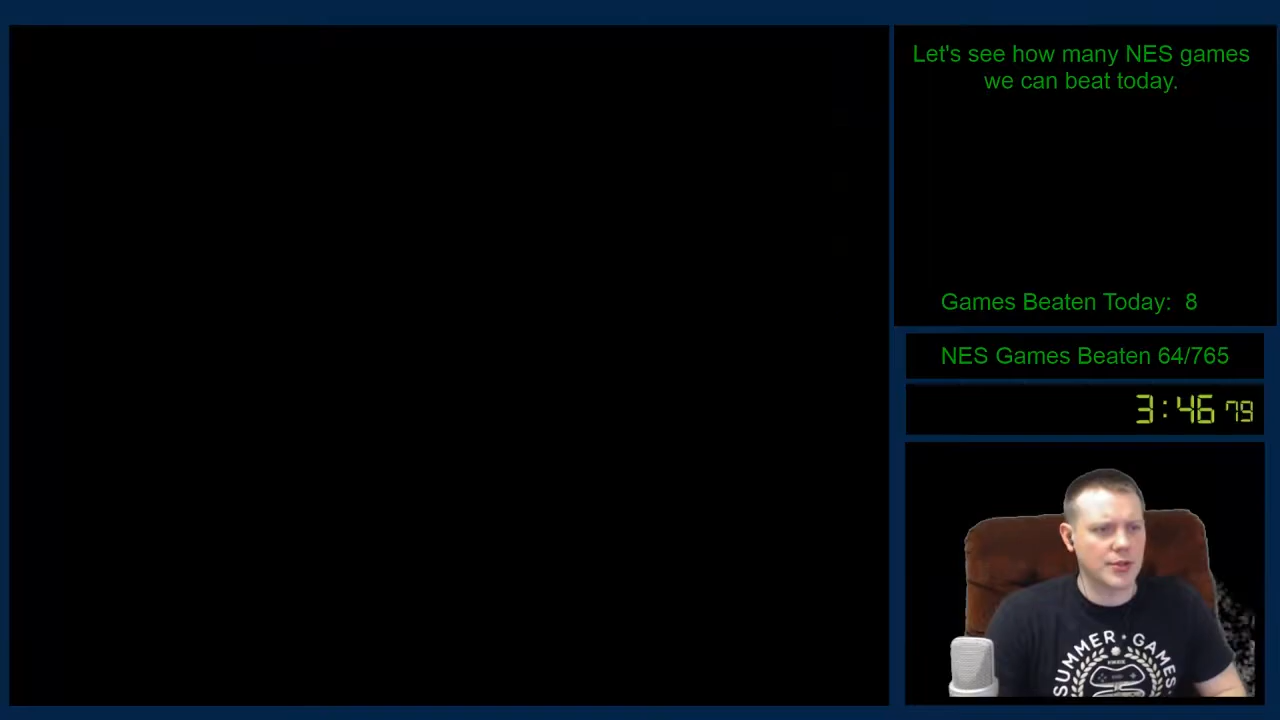 Let's see how many NES games
we can beat today.
Games Beaten Today: 8
NES Games Beaten 64/765
3:46 79
SUMMER GAMES